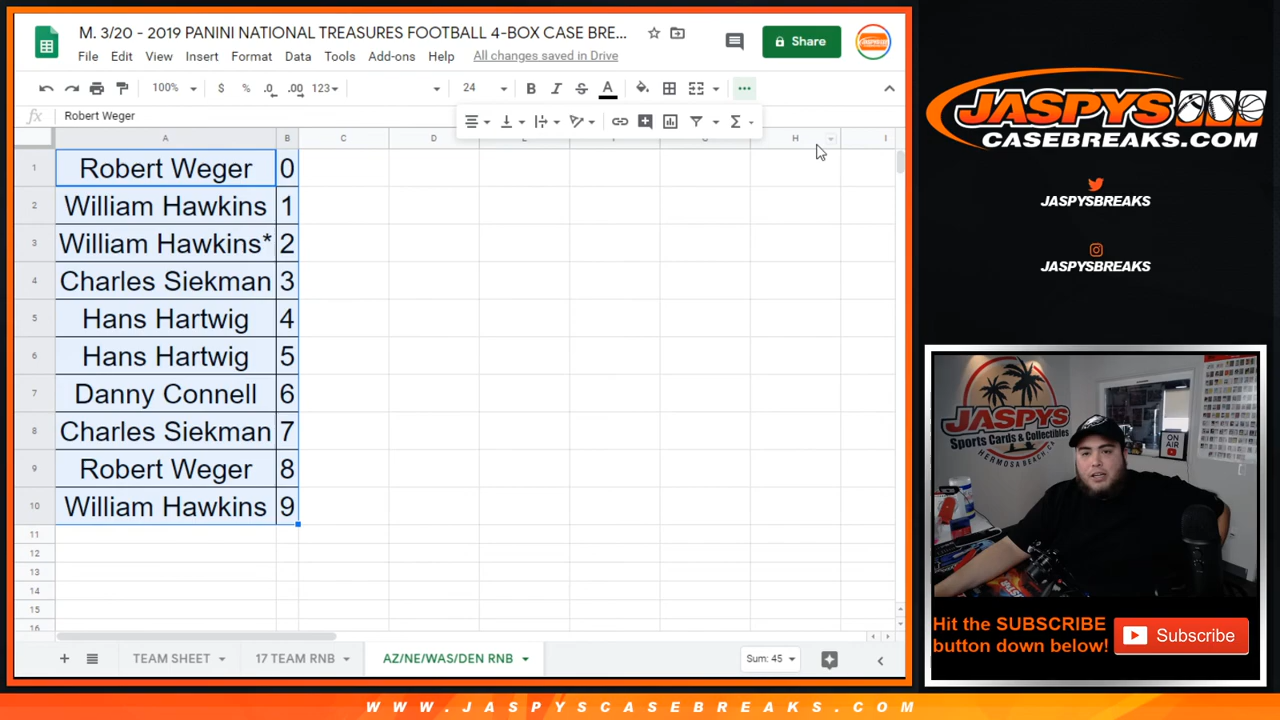 M. 3/20 - 2019 PANINI NATIONAL TREASURES FOOTBALL 4-BOX CASE BRE...
File Edit View Insert Format Data Tools Add-ons Help All changes saved in Drive
Share
100% $ % .0 .00 123 24 B I S A
fx Robert Weger
A B C D H I
1 Robert Weger 0
2 William Hawkins 1
3 William Hawkins* 2
4 Charles Siekman 3
5 Hans Hartwig 4
6 Hans Hartwig 5
7 Danny Connell 6
8 Charles Siekman 7
9 Robert Weger 8
10 William Hawkins 9
11
12
13
14
15
16
TEAM SHEET 17 TEAM RNB AZ/NE/WAS/DEN RNB Sum: 45
JASPYS
CASEBREAKS.COM
JASPYSBREAKS
JASPYSBREAKS
JASPYS
Sports Cards & Collectibles
HERMOSA BEACH, CA
ON
AIR
Hit the SUBSCRIBE
button down below!
Subscribe
WWW.JASPYSCASEBREAKS.COM